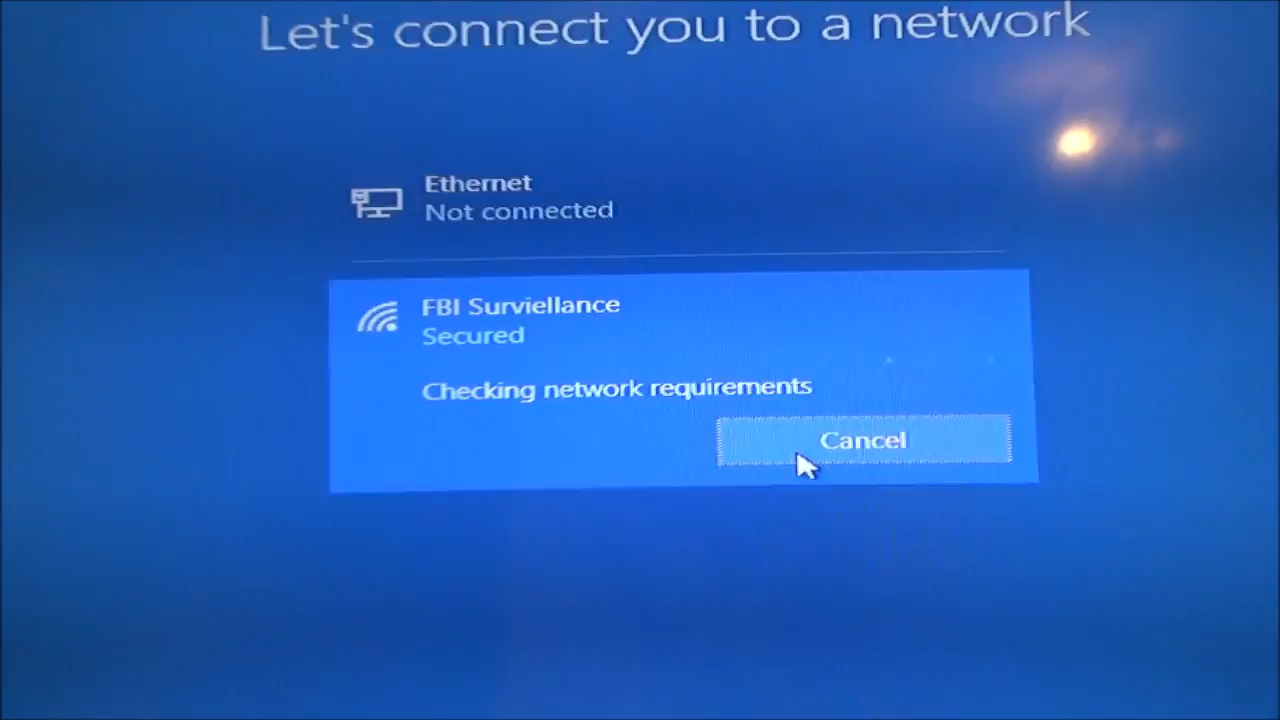 Let's connect you to a network
Ethernet
Not connected
FBI Surviellance
Secured
Checking network requirements
Cancel